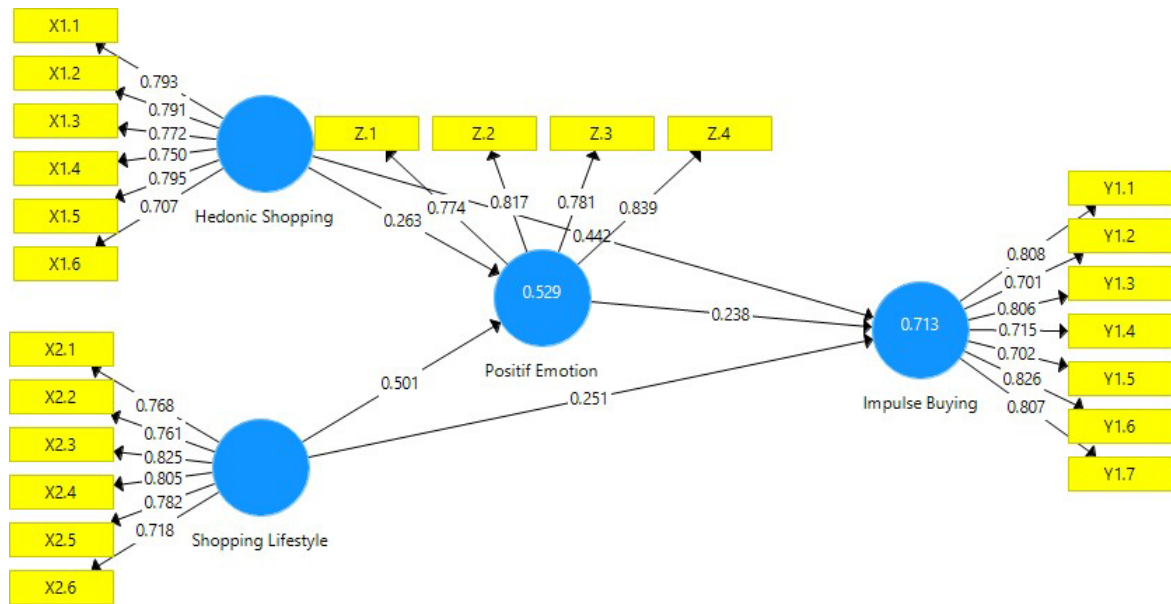 X1.1
X1.2
X1.3
X1.4
X1.5
X1.6
0.793
0.791
0.772
0.750
0.795
0.707
Hedonic Shopping
Z.1
Z.2
Z.3
Z.4
0.774
0.817
0.781
0.839
0.263
0.442
0.529
Positif Emotion
0.238
0.501
0.251
X2.1
X2.2
X2.3
X2.4
X2.5
X2.6
0.768
0.761
0.825
0.805
0.782
0.718
Shopping Lifestyle
0.713
Impulse Buying
0.808
0.701
0.806
0.715
0.702
0.826
0.807
Y1.1
Y1.2
Y1.3
Y1.4
Y1.5
Y1.6
Y1.7